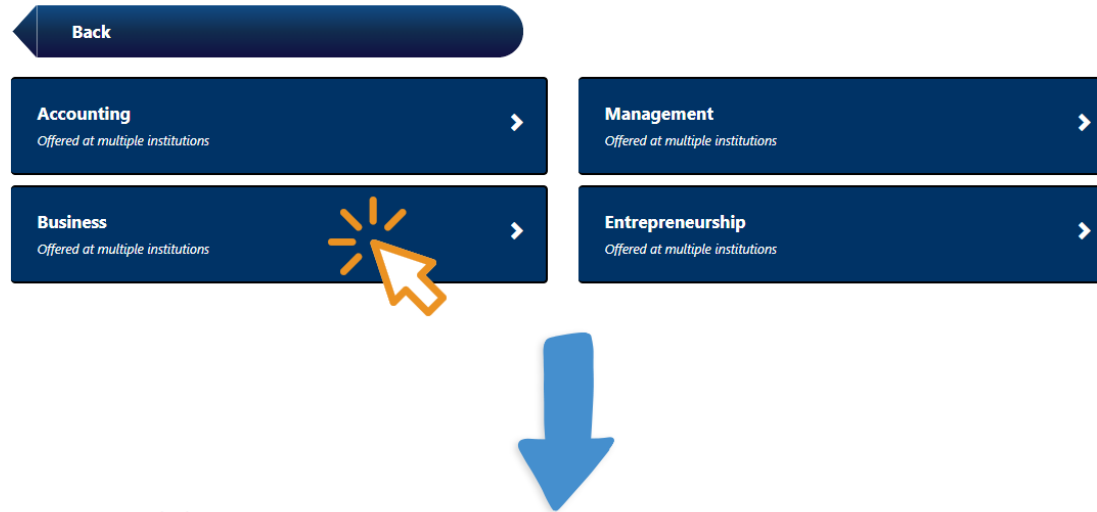 Back
Accounting
Offered at multiple institutions
Management
Offered at multiple institutions
Business
Offered at multiple institutions
Entrepreneurship
Offered at multiple institutions